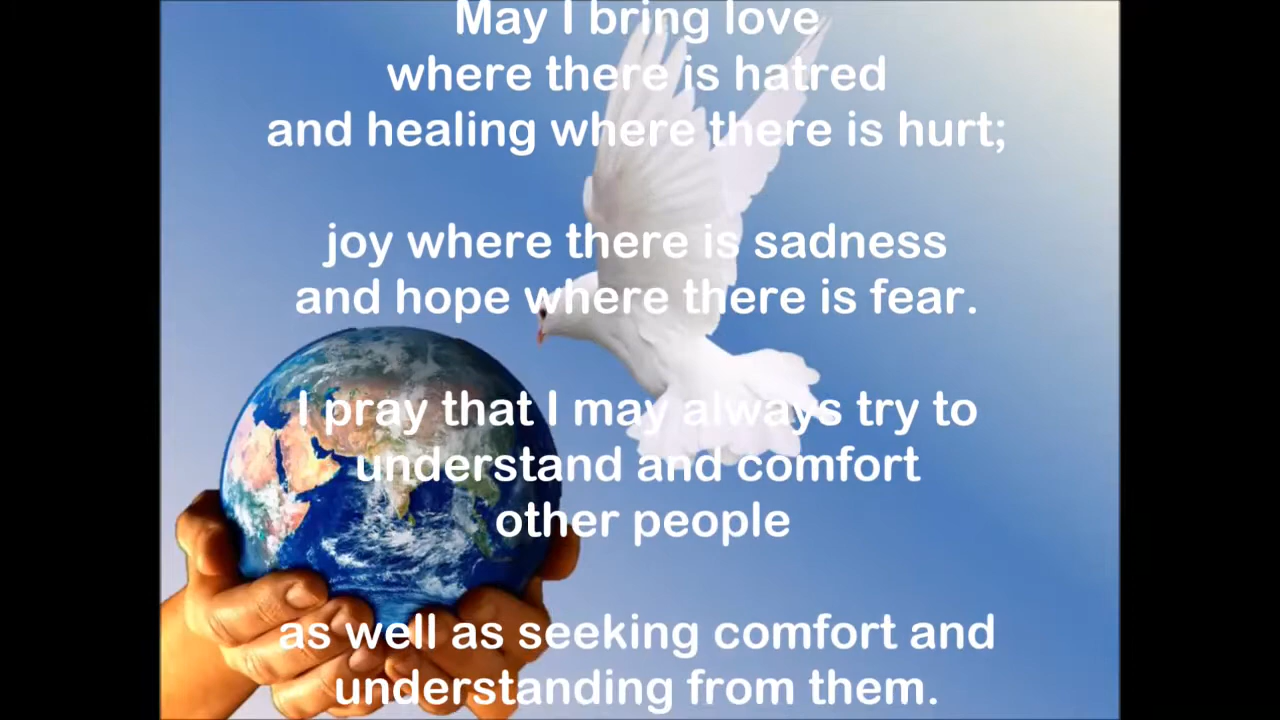 May I bring love
where there is hatred
and healing where there is hurt;
joy where there is sadness
and hope where there is fear.
I pray that I may always try to
understand and comfort
other people
as well as seeking comfort and
understanding from them.